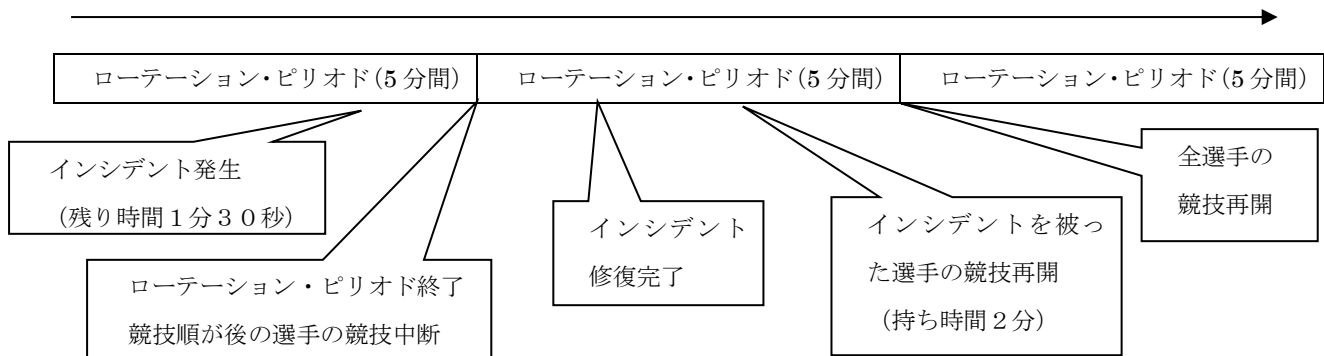 ローテーション・ピリオド(5分間)
ローテーション・ピリオド(5分間)
ローテーション・ピリオド(5分間)
インシデント発生
(残り時間1分30秒)
ローテーション・ピリオド終了
競技順が後の選手の競技中断
インシデント
修復完了
インシデントを被っ
た選手の競技再開
(持ち時間2分)
全選手の
競技再開